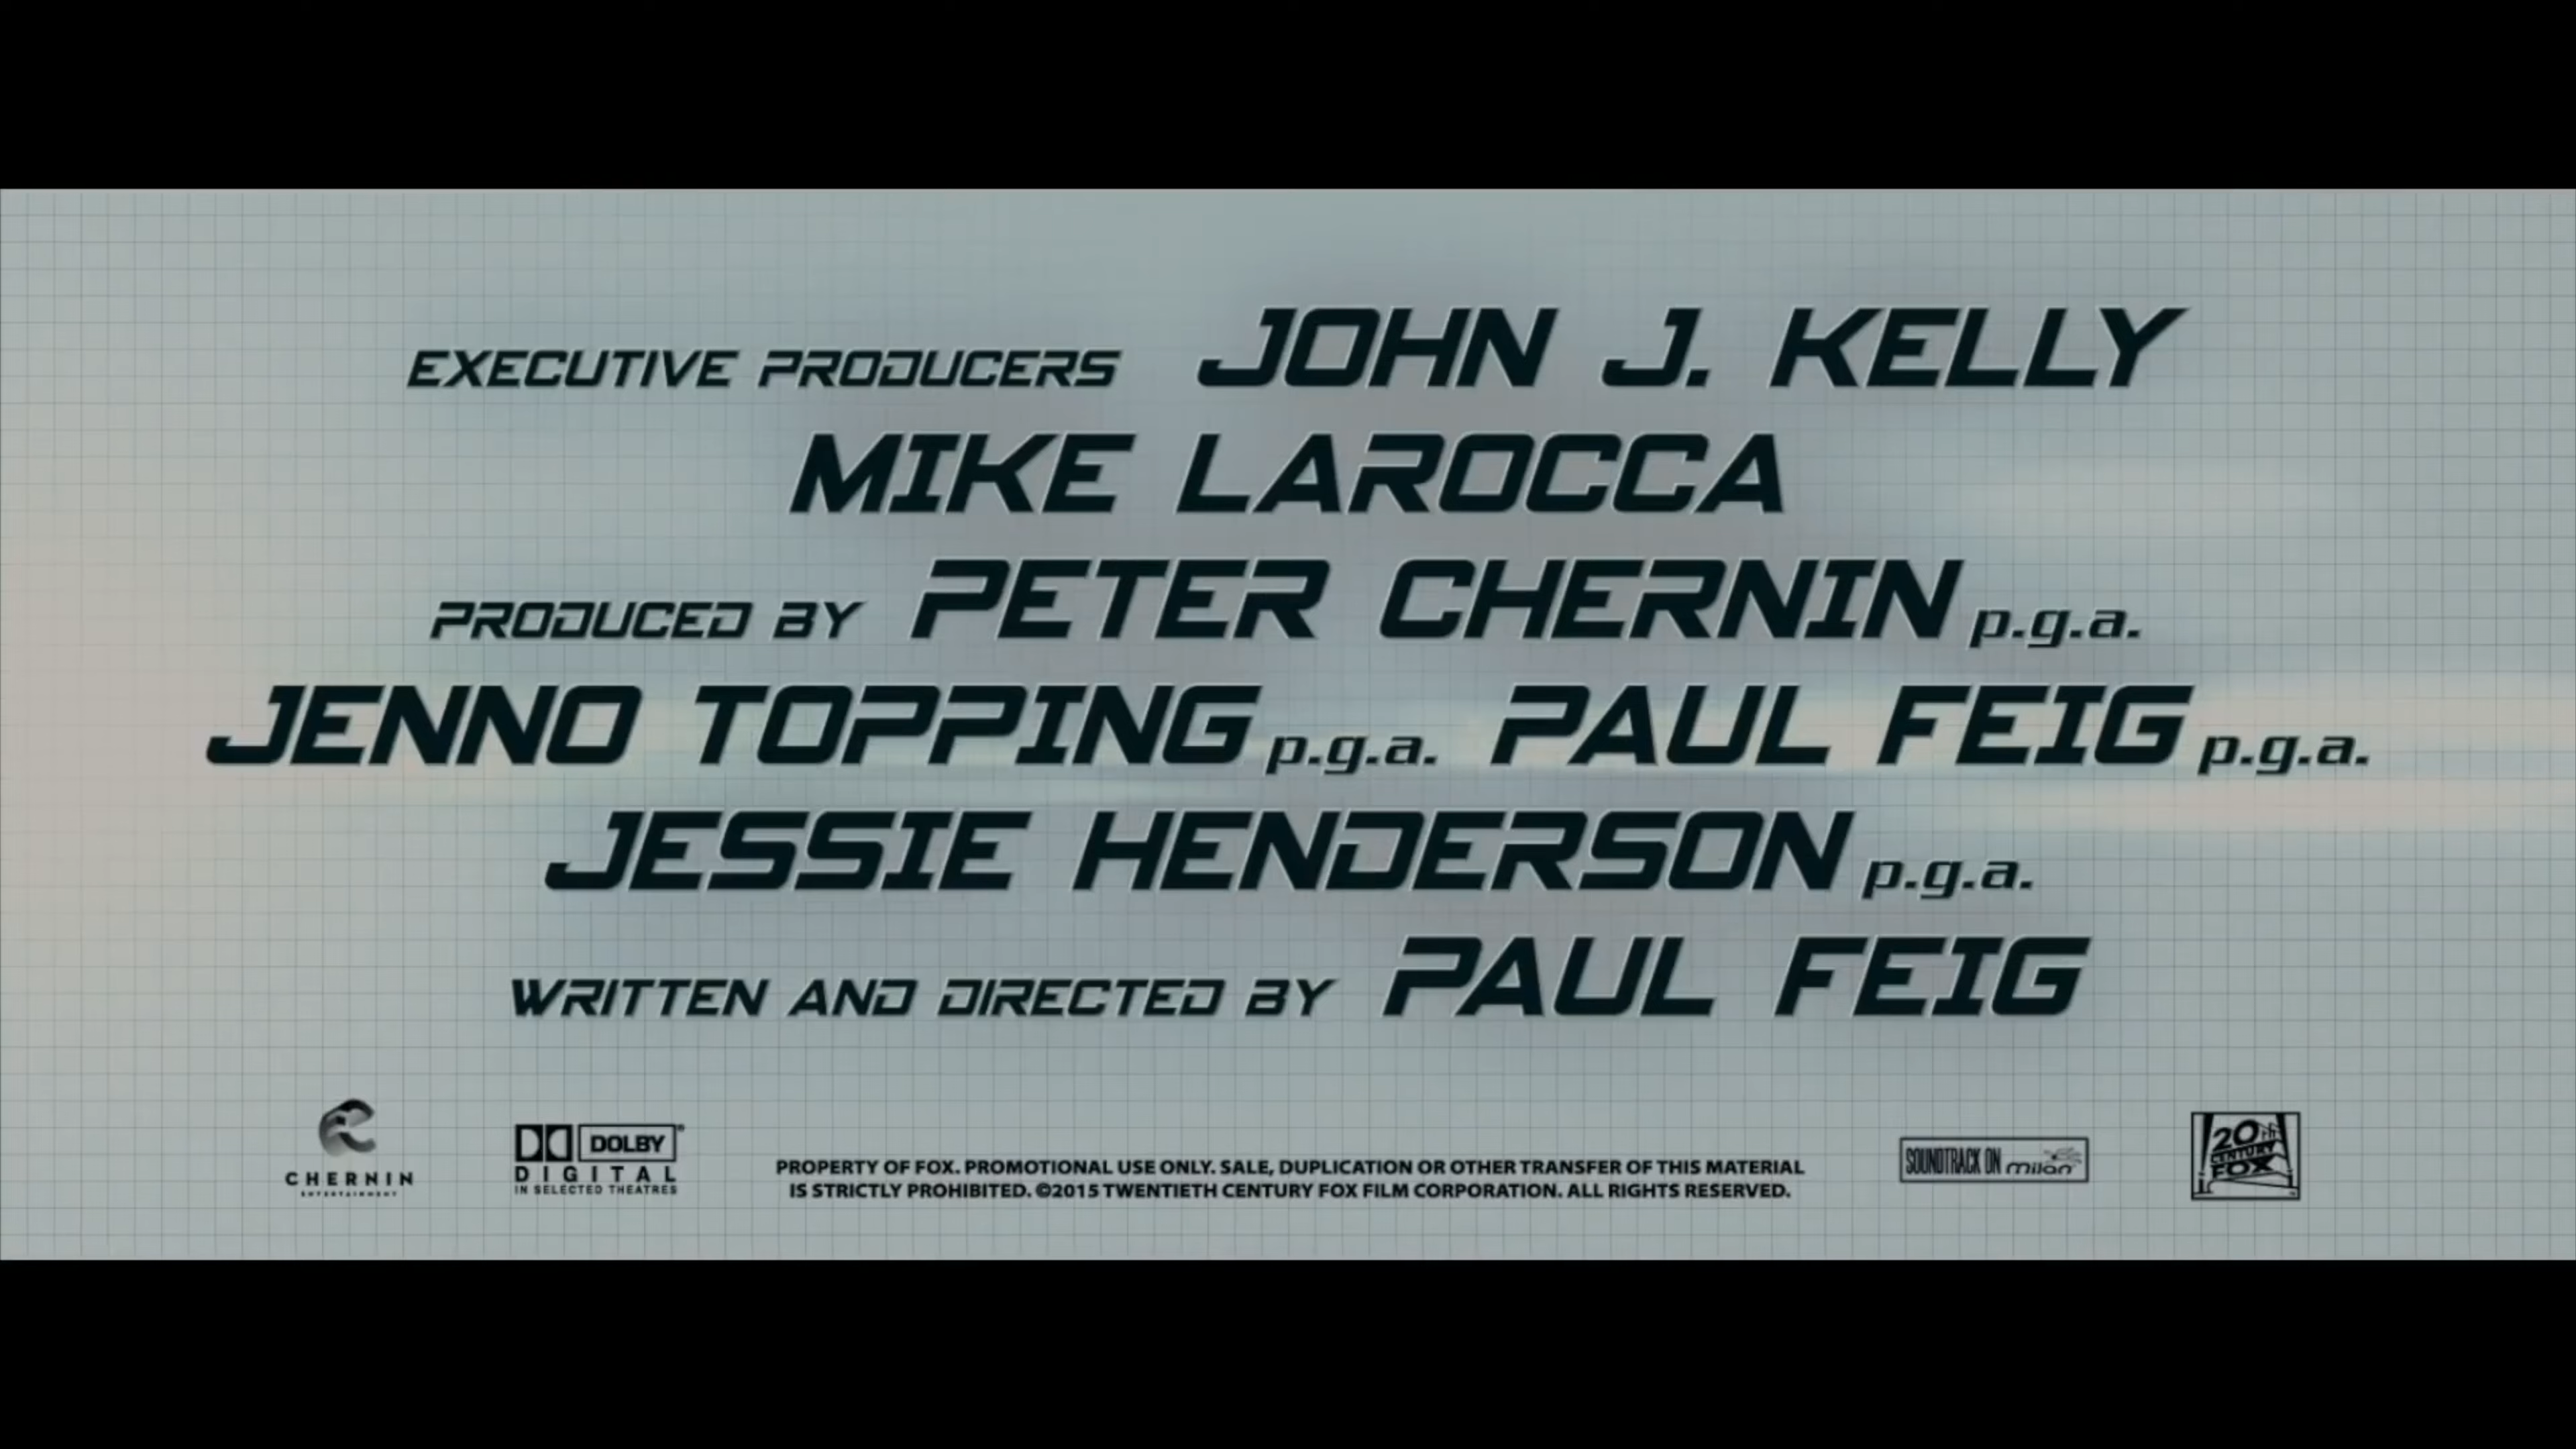 EXECUTIVE PRODUCERS JOHN J. KELLY
MIKE LAROCCA
PRODUCED BY PETER CHERNIN p.g.a.
JENNO TOPPING p.g.a. PAUL FEIG p.g.a.
JESSIE HENDERSON p.g.a.
WRITTEN AND DIRECTED BY PAUL FEIG
CHERNIN
ENTERTAINMENT
DOLBY®
DIGITAL
IN SELECTED THEATRES
PROPERTY OF FOX. PROMOTIONAL USE ONLY. SALE, DUPLICATION OR OTHER TRANSFER OF THIS MATERIAL
IS STRICTLY PROHIBITED. ©2015 TWENTIETH CENTURY FOX FILM CORPORATION. ALL RIGHTS RESERVED.
SOUNDTRACK ON milan
20TH
CENTURY
FOX